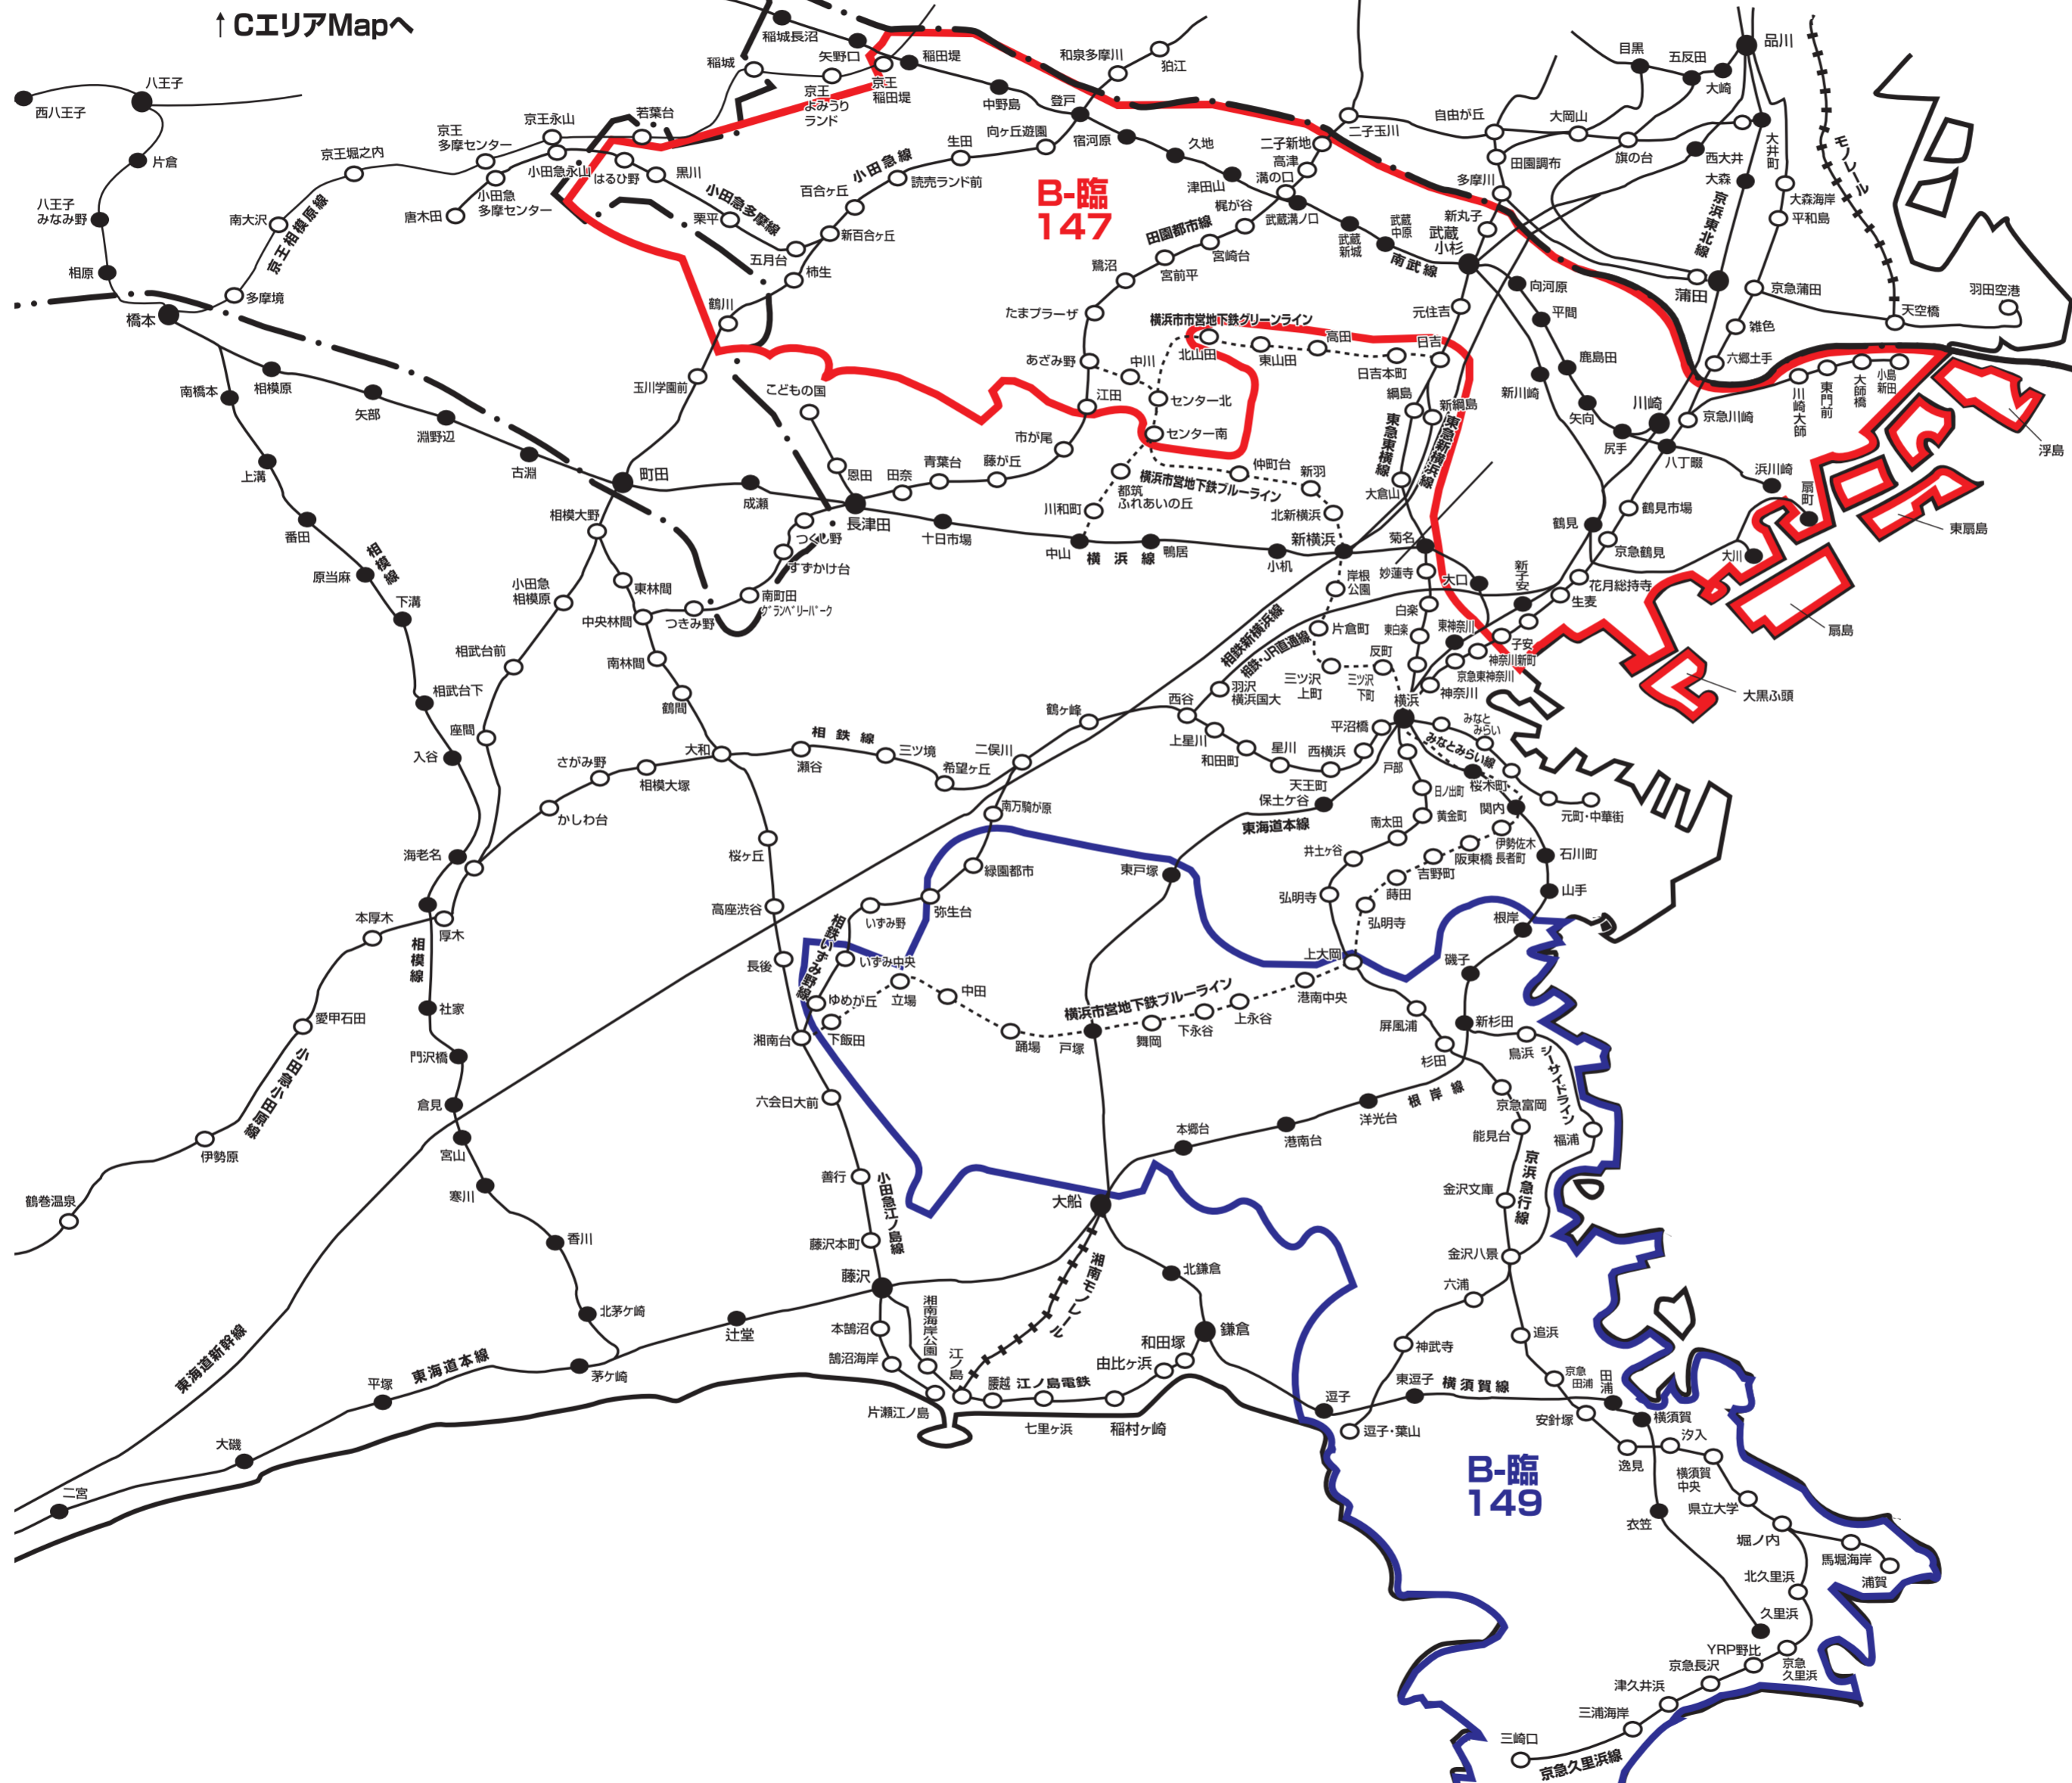 ↑CエリアMapへ
稲城長沼
矢野口
稲田堤
稲城
京王
よみうり
ランド
京王
稲田堤
中野島
登戸
和泉多摩川
狛江
目黒
五反田
品川
大崎
八王子
西八王子
片倉
八王子
みなみ野
相原
橋本
多摩境
南大沢
京王相模原線
京王堀之内
京王
多摩センター
京王永山
若葉台
小田急永山
はるひ野
黒川
小田急
多摩センター
唐木田
小田急多摩線
栗平
五月台
新百合ヶ丘
百合ヶ丘
小田急線
読売ランド前
生田
向ヶ丘遊園
宿河原
久地
津田山
二子新地
高津
溝の口
武蔵溝ノ口
二子玉川
自由が丘
大岡山
旗の台
田園調布
多摩川
新丸子
武蔵
小杉
武蔵
中原
武蔵
新城
南武線
西大井
大井町
大森
大森海岸
平和島
京浜東北線
モノレール
蒲田
京急蒲田
羽田空港
天空橋
雑色
六郷土手
B-臨
147
梶が谷
田園都市線
宮崎台
宮前平
鷺沼
たまプラーザ
あざみ野
江田
市が尾
藤が丘
青葉台
田奈
恩田
こどもの国
長津田
柿生
鶴川
玉川学園前
町田
成瀬
つくし野
すずかけ台
南町田
グランベリーパーク
つきみ野
中央林間
東林間
相模大野
小田急
相模原
相武台前
座間
南林間
鶴間
大和
南橋本
相模原
矢部
淵野辺
古淵
上溝
番田
原当麻
相模線
下溝
相武台下
入谷
海老名
横浜市市営地下鉄グリーンライン
北山田
東山田
高田
日吉本町
日吉
中川
センター北
センター南
都筑
ふれあいの丘
川和町
中山
横浜線
鴨居
十日市場
小机
新横浜
横浜市営地下鉄ブルーライン
仲町台
新羽
北新横浜
綱島
新綱島
東急東横線
東急新横浜線
大倉山
菊名
妙蓮寺
白楽
東白楽
反町
大口
元住吉
向河原
平間
鹿島田
矢向
新川崎
尻手
川崎
京急川崎
八丁畷
川崎大師
東門前
大師橋
小島
新田
浜川崎
扇町
大川
浮島
東扇島
扇島
大黒ふ頭
鶴見
鶴見市場
京急鶴見
花月総持寺
生麦
新子安
子安
神奈川新町
東神奈川
京急東神奈川
神奈川
横浜
岸根
公園
片倉町
三ツ沢
上町
三ツ沢
下町
相鉄新横浜線
相鉄・JR直通線
羽沢
横浜国大
西谷
鶴ヶ峰
上星川
和田町
星川
天王町
西横浜
平沼橋
戸部
みなと
みらい
みなとみらい線
桜木町
関内
元町・中華街
日ノ出町
黄金町
南太田
井土ヶ谷
弘明寺
伊勢佐木
長者町
阪東橋
吉野町
蒔田
弘明寺
石川町
山手
根岸
保土ケ谷
東海道本線
東戸塚
相鉄線
瀬谷
三ツ境
希望ヶ丘
二俣川
南万騎が原
緑園都市
弥生台
いずみ野
いずみ中央
相鉄いずみ野線
ゆめが丘
さがみ野
相模大塚
かしわ台
桜ヶ丘
高座渋谷
長後
湘南台
下飯田
立場
中田
踊場
戸塚
横浜市営地下鉄ブルーライン
舞岡
下永谷
上永谷
港南中央
上大岡
磯子
屏風浦
新杉田
杉田
鳥浜
シーサイドライン
京急富岡
能見台
福浦
根岸線
洋光台
港南台
本郷台
大船
本厚木
厚木
相模線
社家
門沢橋
倉見
宮山
寒川
香川
北茅ケ崎
茅ケ崎
愛甲石田
小田急小田原線
伊勢原
鶴巻温泉
六会日大前
善行
小田急江ノ島線
藤沢本町
藤沢
本鵠沼
鵠沼海岸
片瀬江ノ島
湘南海岸公園
江ノ島
腰越
江ノ島電鉄
七里ヶ浜
稲村ヶ崎
由比ヶ浜
和田塚
鎌倉
北鎌倉
湘南モノレール
辻堂
東海道本線
東海道新幹線
平塚
大磯
二宮
京浜急行線
金沢文庫
金沢八景
六浦
神武寺
追浜
京急
田浦
田浦
逗子
東逗子
横須賀線
逗子・葉山
安針塚
横須賀
汐入
逸見
横須賀
中央
県立大学
衣笠
堀ノ内
馬堀海岸
浦賀
北久里浜
久里浜
京急
久里浜
YRP野比
京急長沢
津久井浜
三浦海岸
三崎口
京急久里浜線
B-臨
149